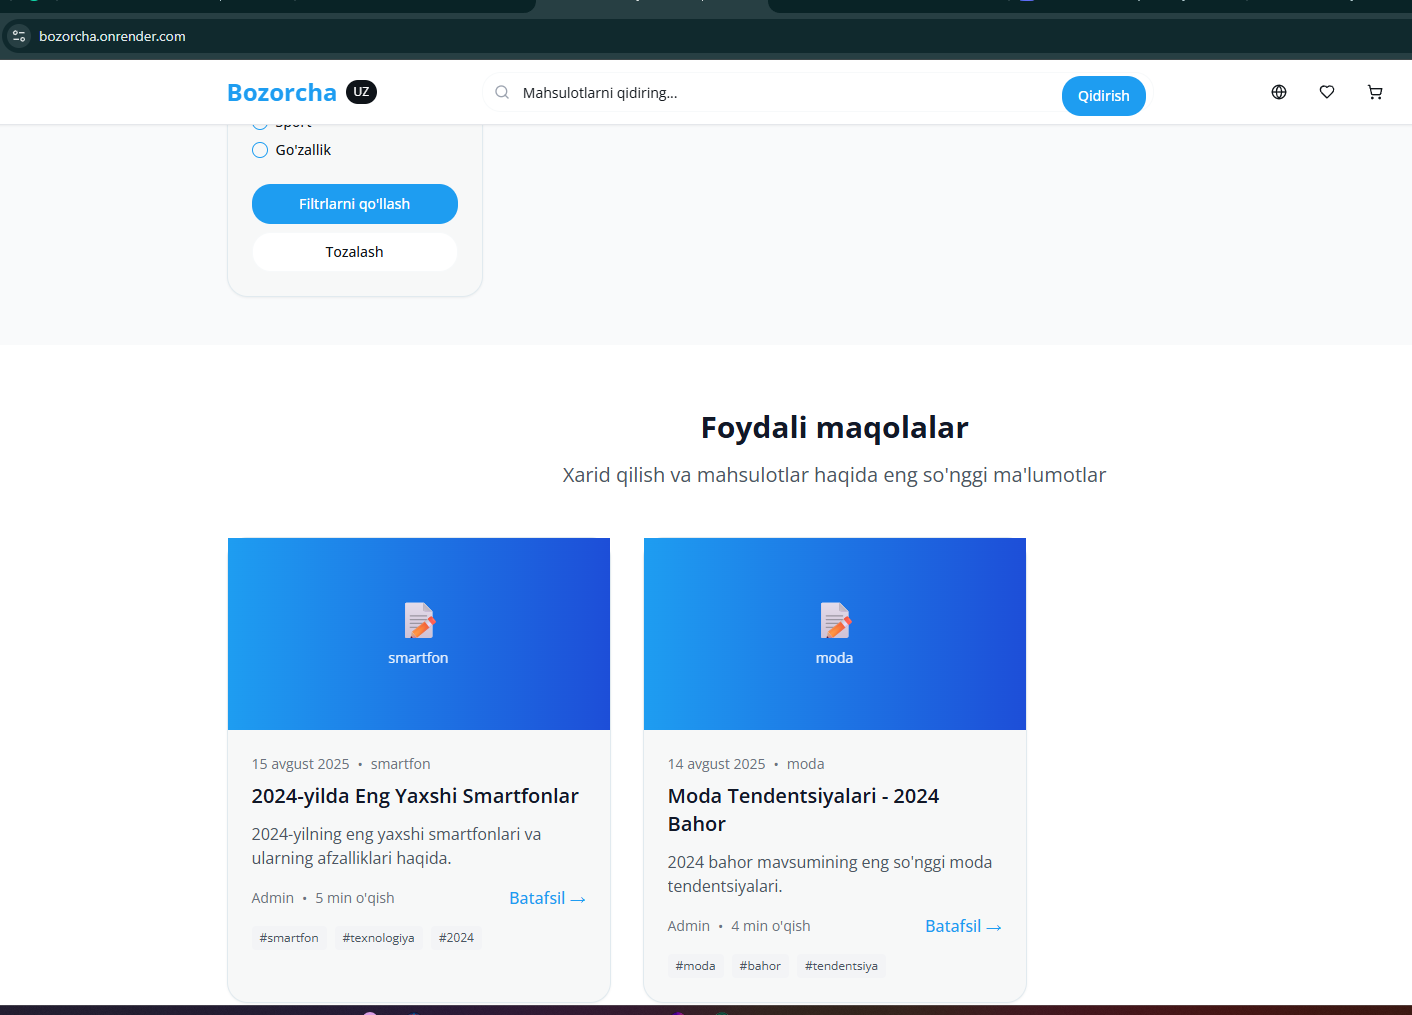 bozorcha.onrender.com
Bozorcha UZ
Mahsulotlarni qidiring...
Qidirish
Sport
Go'zallik
Filtrlarni qo'llash
Tozalash
Foydali maqolalar
Xarid qilish va mahsulotlar haqida eng so'nggi ma'lumotlar
smartfon
15 avgust 2025 • smartfon
2024-yilda Eng Yaxshi Smartfonlar
2024-yilning eng yaxshi smartfonlari va
ularning afzalliklari haqida.
Admin • 5 min o'qish
Batafsil →
#smartfon #texnologiya #2024
moda
14 avgust 2025 • moda
Moda Tendentsiyalari - 2024
Bahor
2024 bahor mavsumining eng so'nggi moda
tendentsiyalari.
Admin • 4 min o'qish
Batafsil →
#moda #bahor #tendentsiya